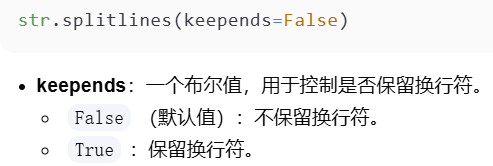 str.splitlines(keepends=False)
• keepends：一个布尔值，用于控制是否保留换行符。
○ False （默认值）：不保留换行符。
○ True ：保留换行符。